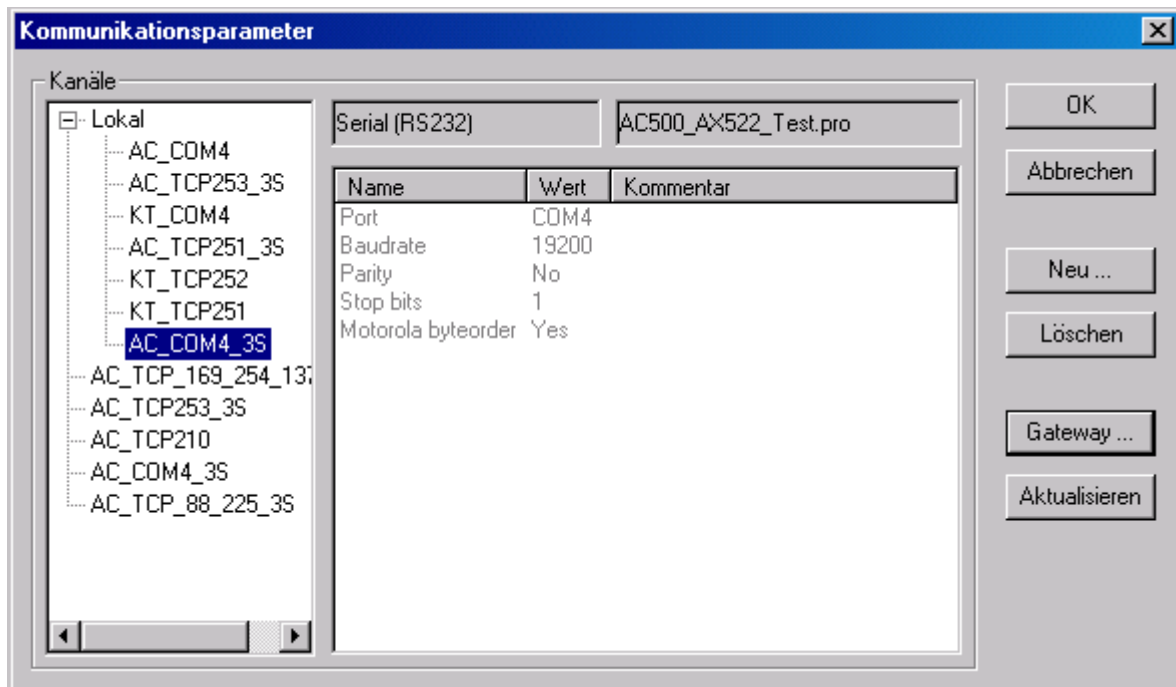 Kommunikationsparameter
Kanäle
Lokal
AC_COM4
AC_TCP253_3S
KT_COM4
AC_TCP251_3S
KT_TCP252
KT_TCP251
AC_COM4_3S
AC_TCP_169_254_137
AC_TCP253_3S
AC_TCP210
AC_COM4_3S
AC_TCP_88_225_3S
Serial (RS232)
AC500_AX522_Test.pro
Name Wert Kommentar
Port COM4
Baudrate 19200
Parity No
Stop bits 1
Motorola byteorder Yes
OK
Abbrechen
Neu ...
Löschen
Gateway ...
Aktualisieren